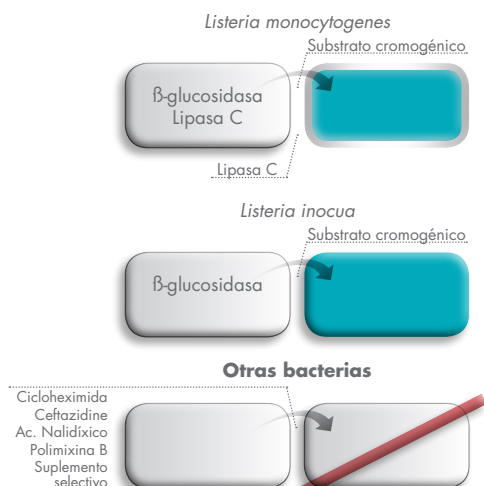 Listeria monocytogenes
Substrato cromogénico
ß-glucosidasa
Lipasa C
Lipasa C
Listeria inocua
Substrato cromogénico
ß-glucosidasa
Otras bacterias
Cicloheximida
Ceftazidine
Ac. Nalidíxico
Polimixina B
Suplemento
selectivo